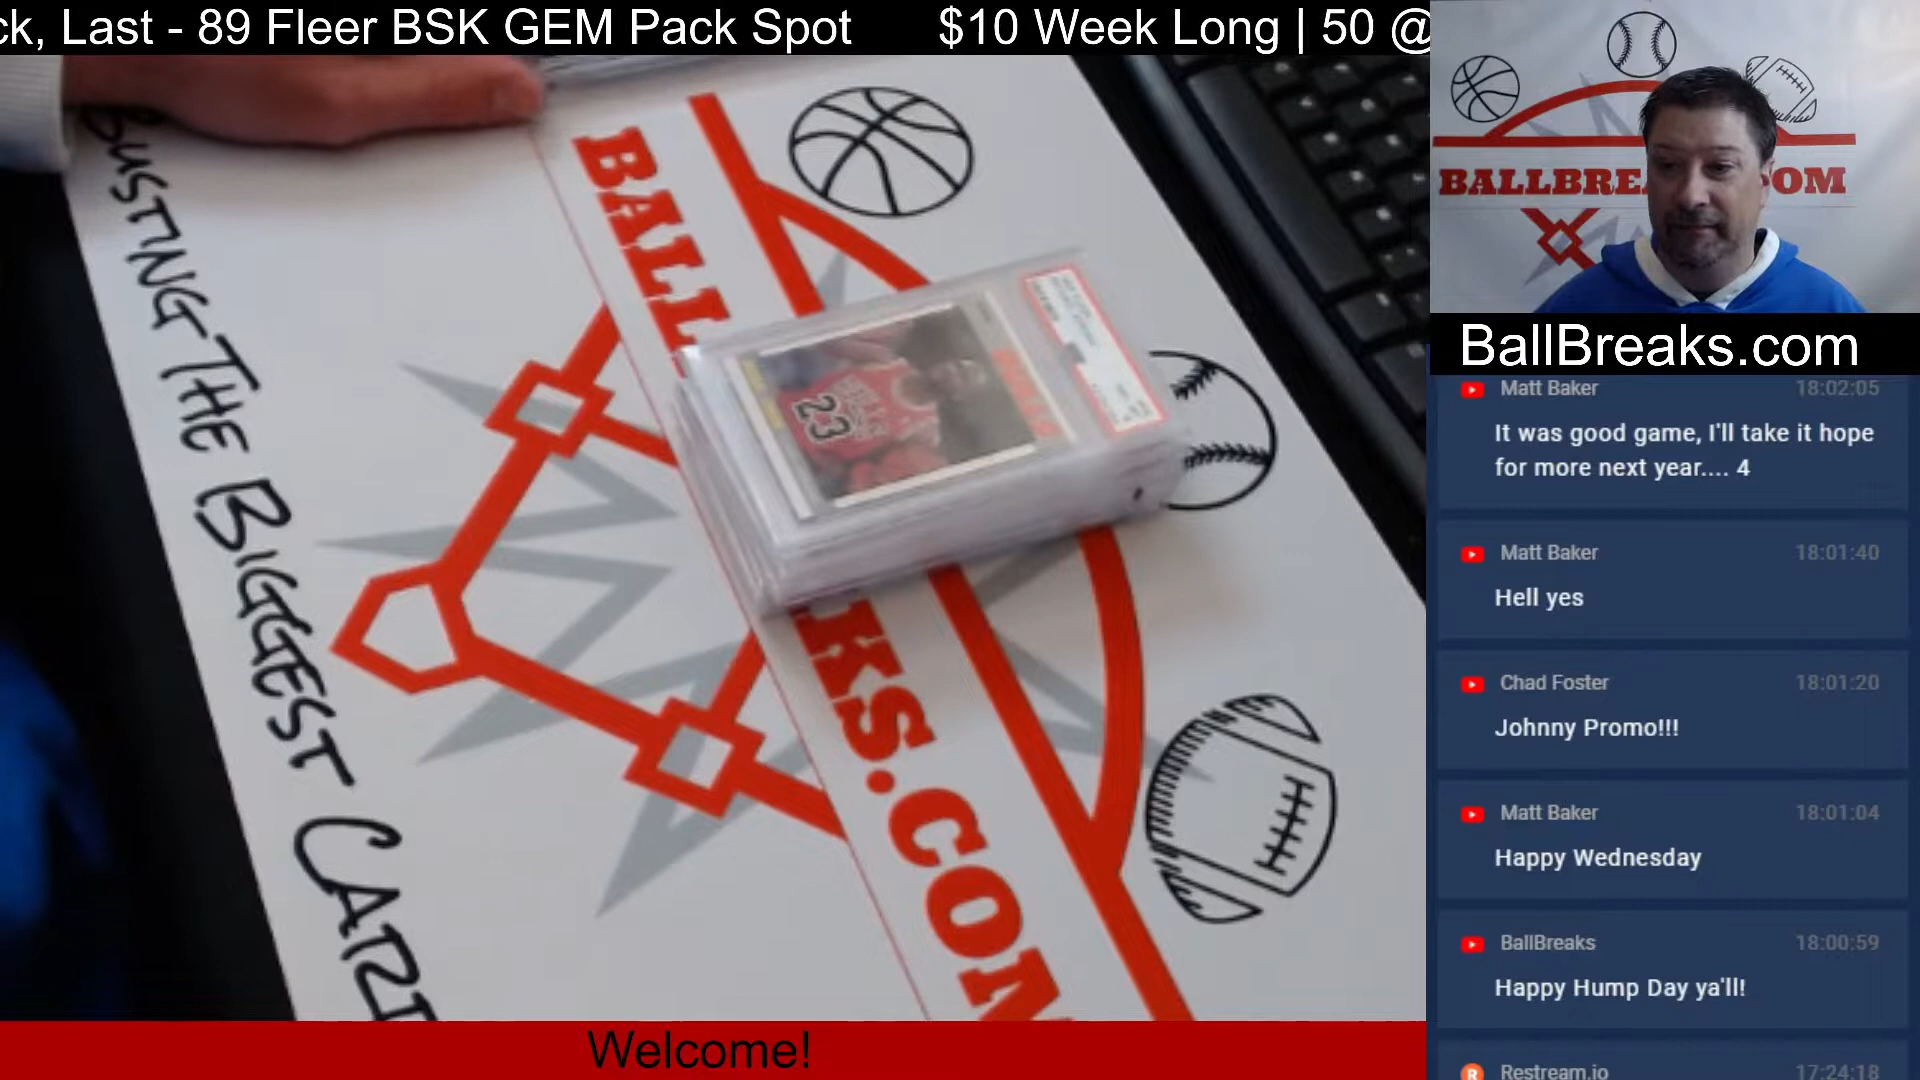 ck, Last - 89 Fleer BSK GEM Pack Spot $10 Week Long | 50 @
BUSTING THE BIGGEST CARD
BALL
KS.COM
23
BALLBRE
OM
BallBreaks.com
Matt Baker 18:02:05
It was good game, I'll take it hope
for more next year.... 4
Matt Baker 18:01:40
Hell yes
Chad Foster 18:01:20
Johnny Promo!!!
Matt Baker 18:01:04
Happy Wednesday
BallBreaks 18:00:59
Happy Hump Day ya'll!
Restream.io 17:24:18
Welcome!